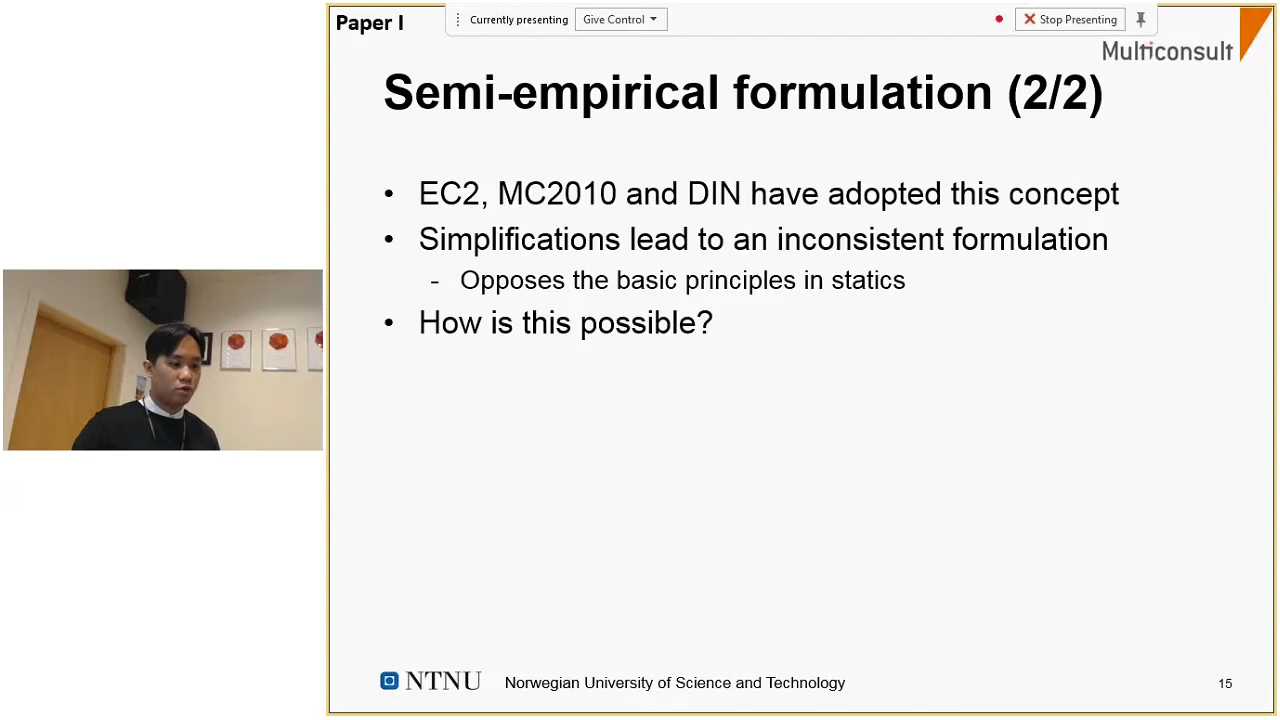 Paper I
Currently presenting
Give Control
Stop Presenting
Multiconsult
Semi-empirical formulation (2/2)
• EC2, MC2010 and DIN have adopted this concept
• Simplifications lead to an inconsistent formulation
- Opposes the basic principles in statics
• How is this possible?
NTNU Norwegian University of Science and Technology 15